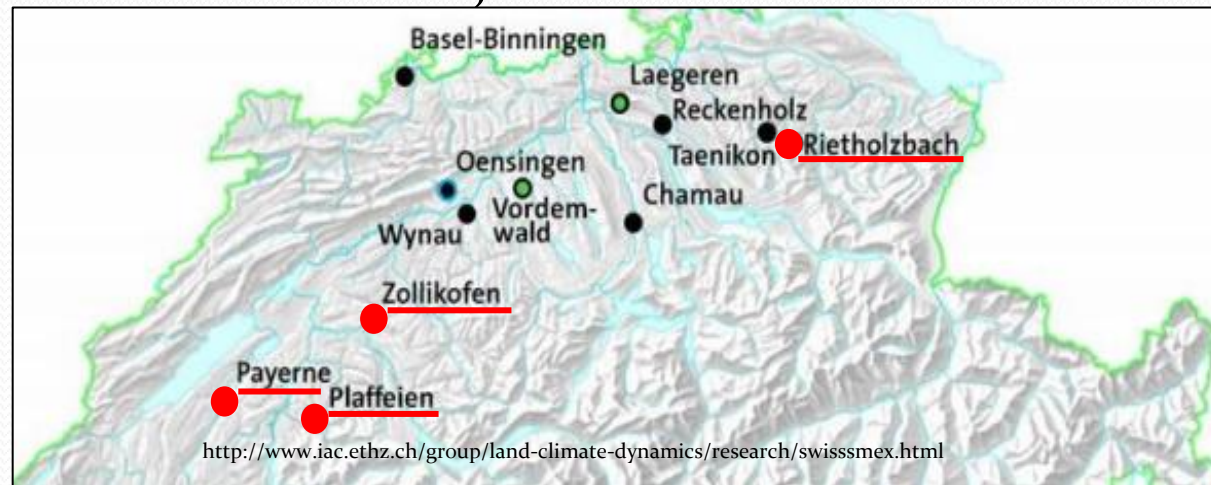 Basel-Binningen
Laegeren
Reckenholz
Taenikon
Rietholzbach
Oensingen
Vordem-
wald
Chamau
Wynau
Zollikofen
Payerne
Plaffeien
http://www.iac.ethz.ch/group/land-climate-dynamics/research/swisssmex.html